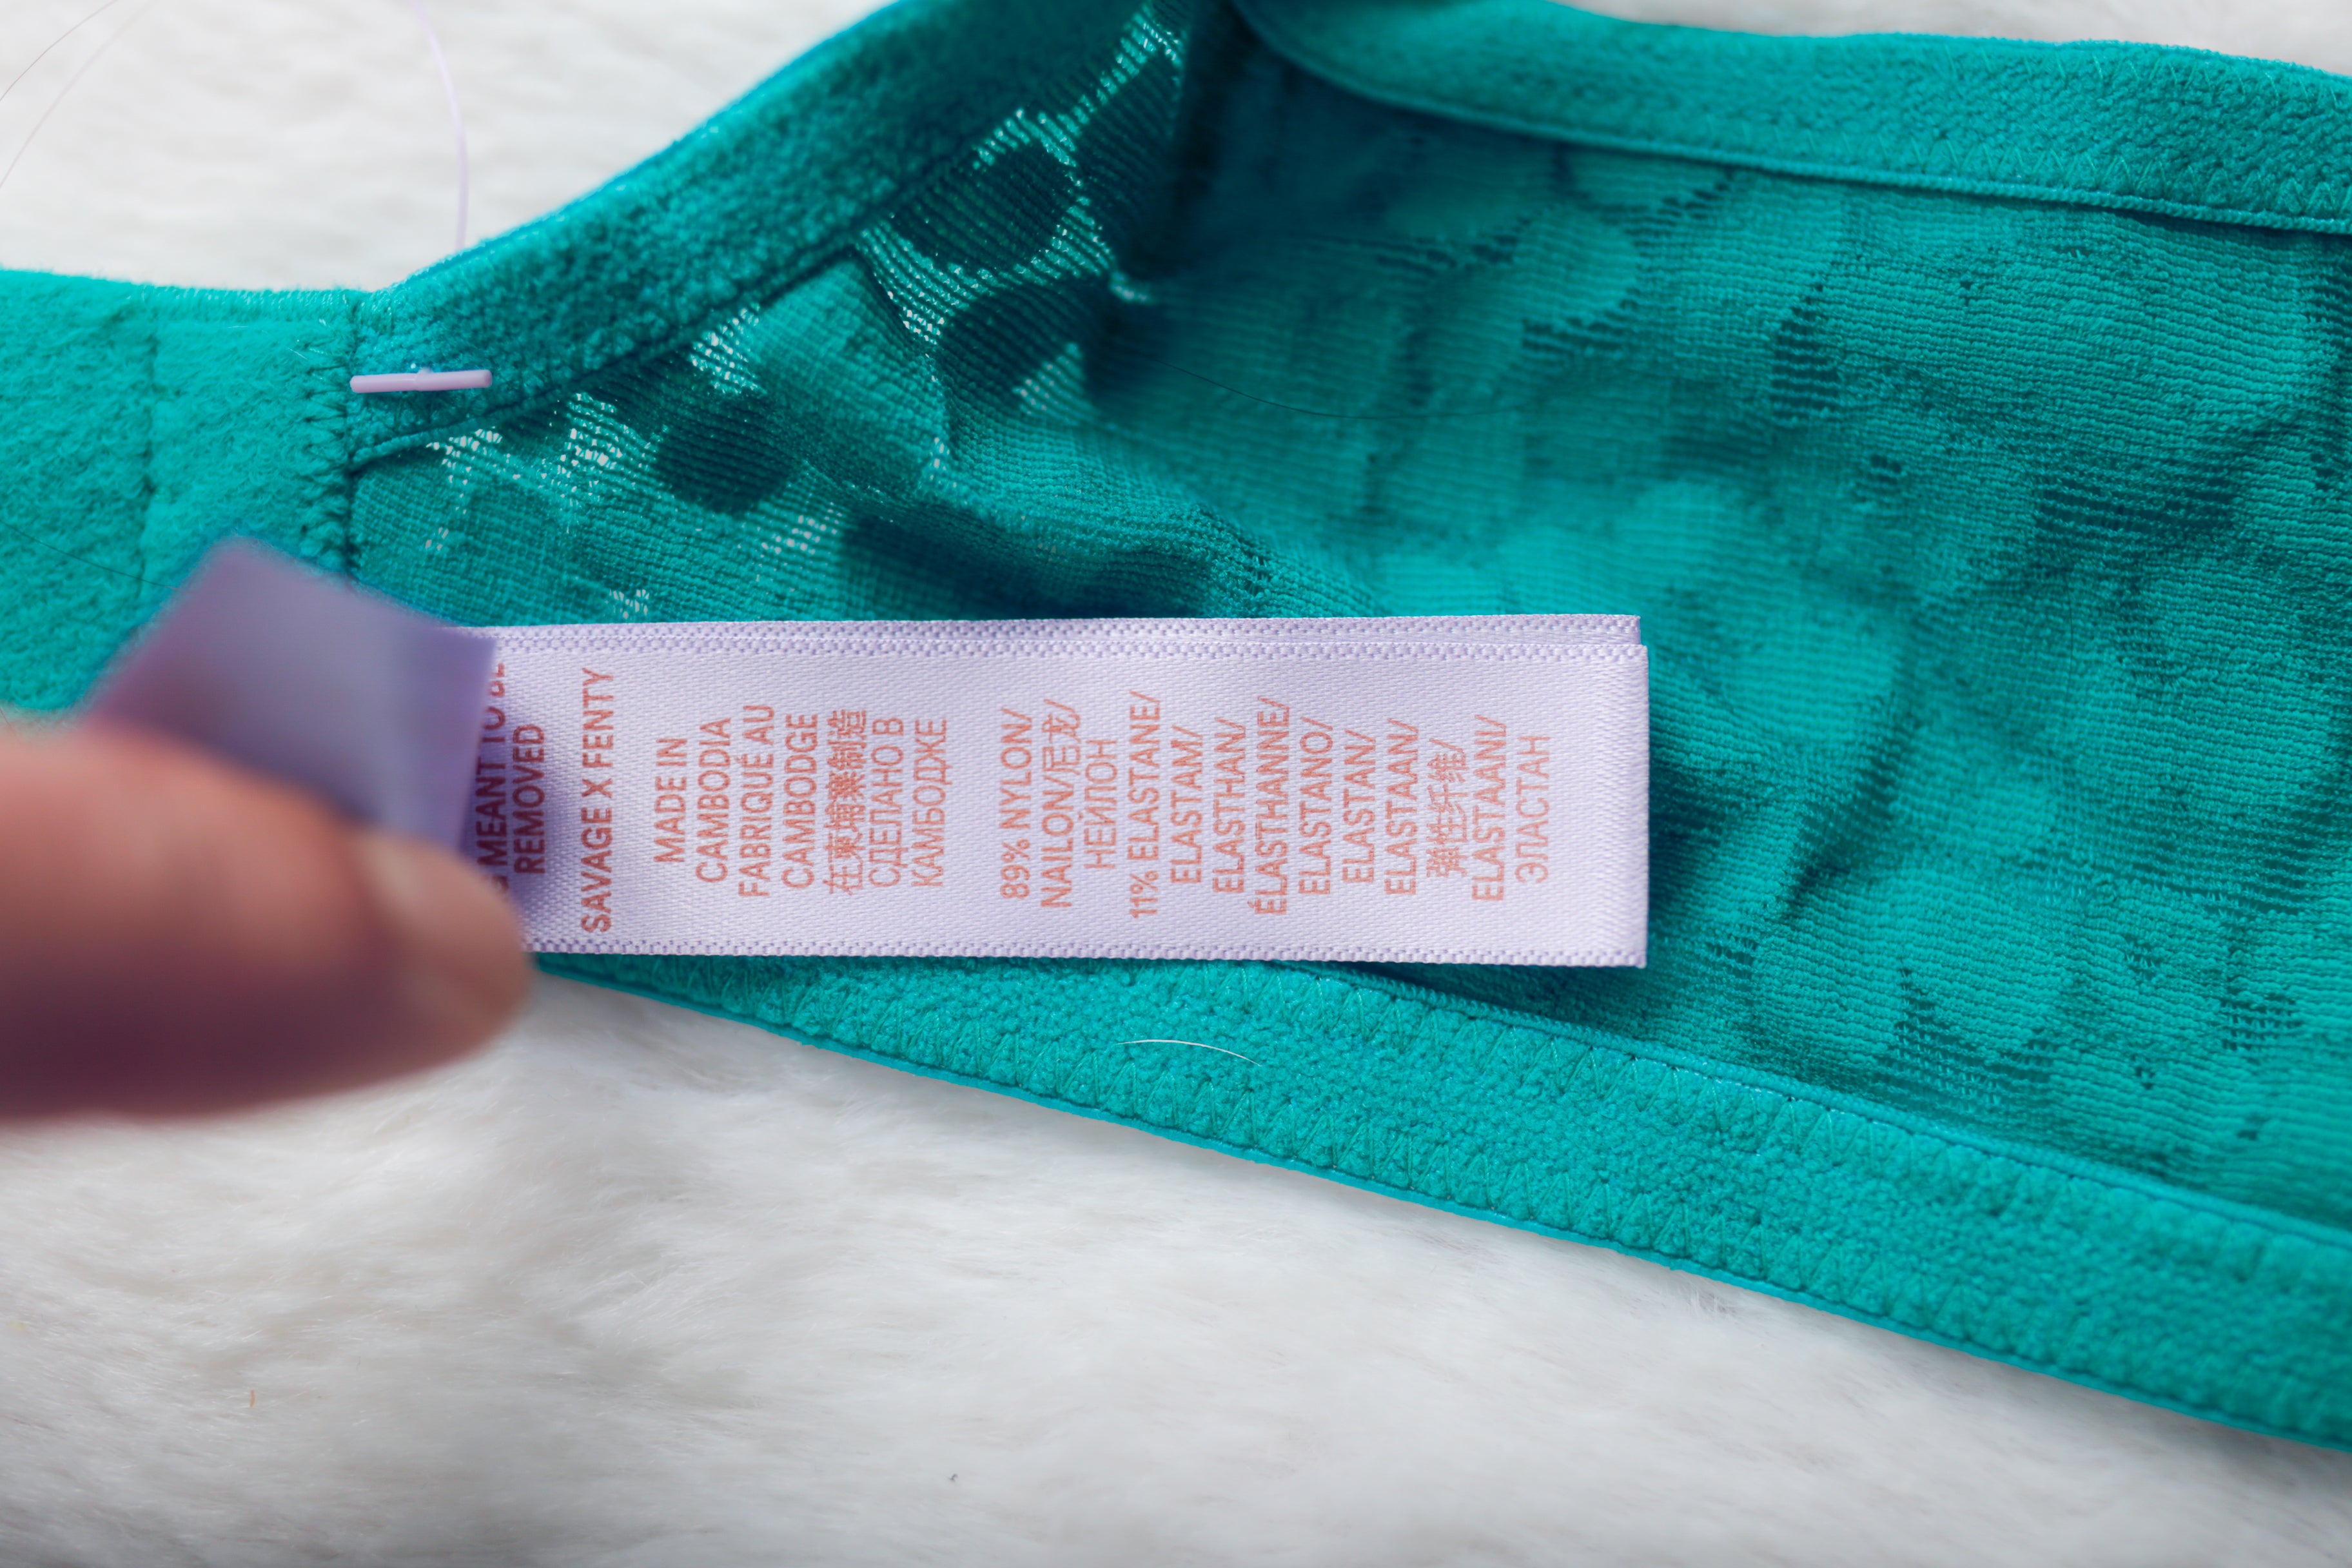 MEANT TO BE
REMOVED
SAVAGE X FENTY
MADE IN
CAMBODIA
FABRIQUÉ AU
CAMBODGE
在柬埔寨制造
СДЕЛАНО В
КАМБОДЖЕ
89% NYLON/
NAILON/尼龙/
НЕЙЛОН
11% ELASTANE/
ELASTAM/
ELASTHAN/
ÉLASTHANNE/
ELASTANO/
ELASTAN/
ELASTAAN/
弹性纤维/
ELASTAANI/
ЭЛАСТАН